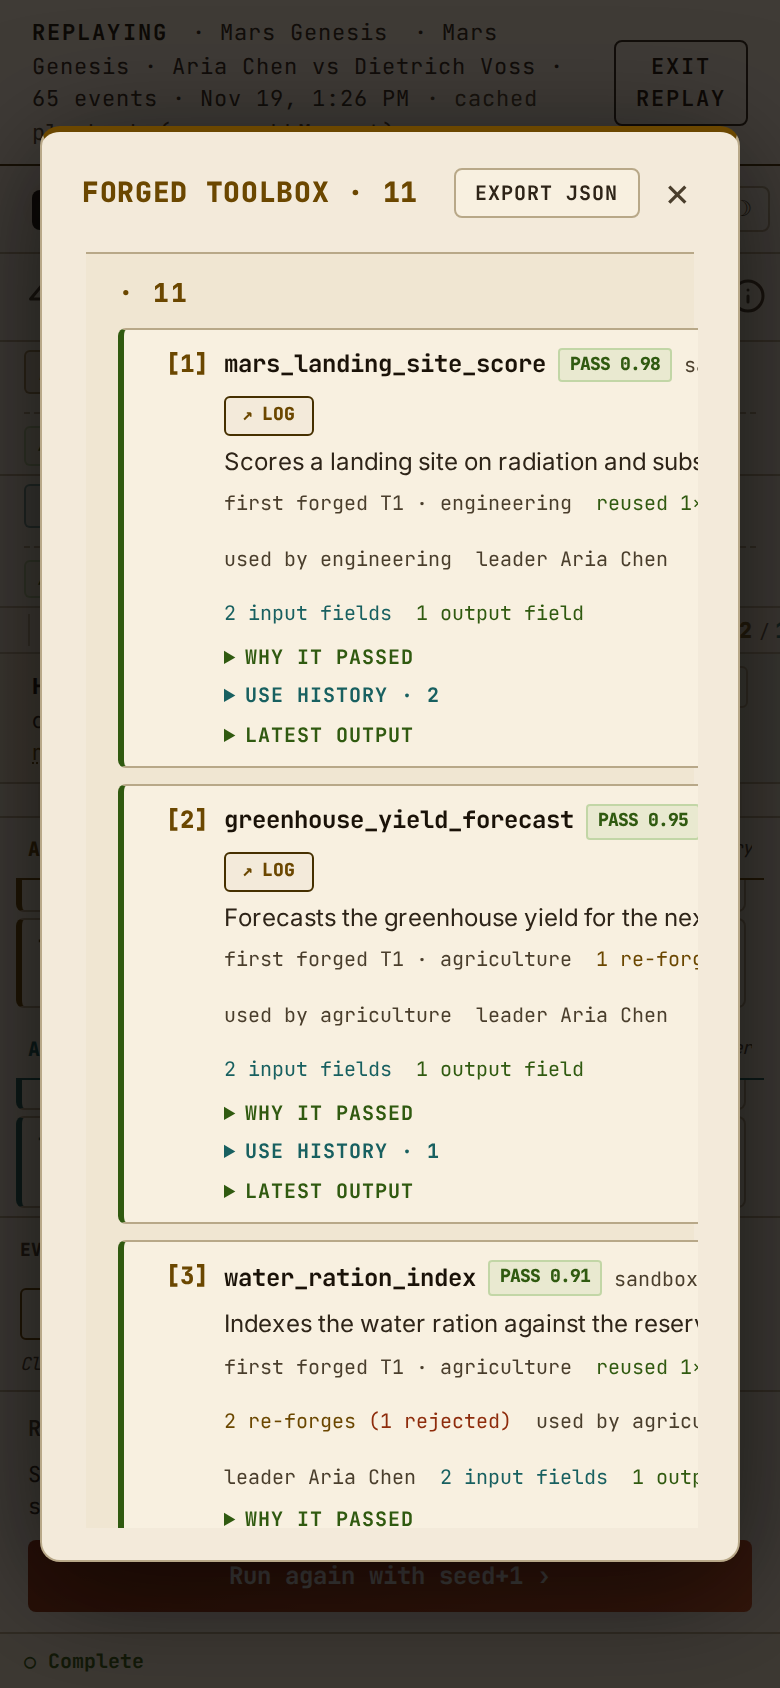 REPLAYING · Mars Genesis · Mars
Genesis · Aria Chen vs Dietrich Voss ·
65 events · Nov 19, 1:26 PM · cached
EXIT
REPLAY
FORGED TOOLBOX · 11
EXPORT JSON
×
· 11
[1] mars_landing_site_score PASS 0.98
↗ LOG
Scores a landing site on radiation and subs
first forged T1 · engineering reused 1×
used by engineering leader Aria Chen
2 input fields 1 output field
▶ WHY IT PASSED
▶ USE HISTORY · 2
▶ LATEST OUTPUT
[2] greenhouse_yield_forecast PASS 0.95
↗ LOG
Forecasts the greenhouse yield for the nex
first forged T1 · agriculture 1 re-forg
used by agriculture leader Aria Chen
2 input fields 1 output field
▶ WHY IT PASSED
▶ USE HISTORY · 1
▶ LATEST OUTPUT
[3] water_ration_index PASS 0.91 sandbox
Indexes the water ration against the reserv
first forged T1 · agriculture reused 1×
2 re-forges (1 rejected) used by agricu
leader Aria Chen 2 input fields 1 outp
▶ WHY IT PASSED
Run again with seed+1 ›
Complete